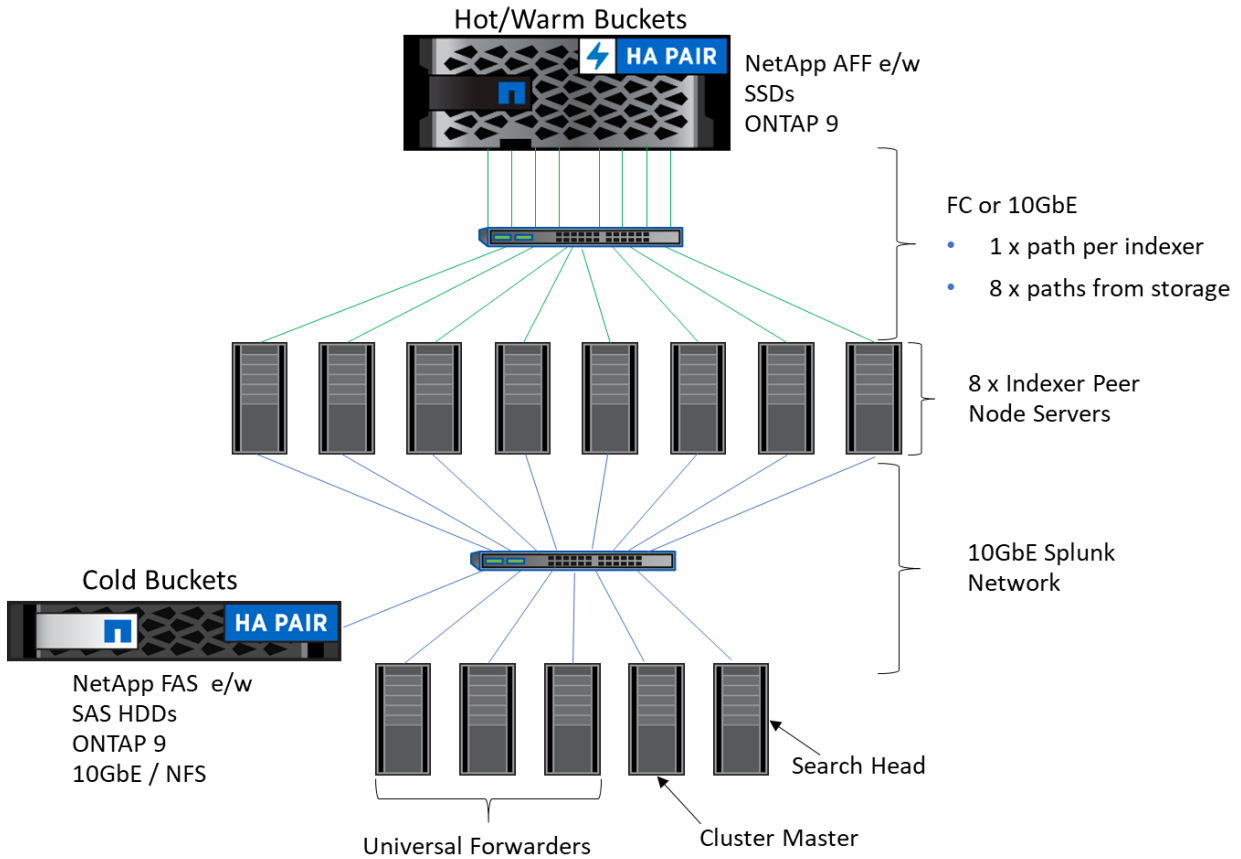 Hot/Warm Buckets
HA PAIR
NetApp AFF e/w
SSDs
ONTAP 9
FC or 10GbE
• 1 x path per indexer
• 8 x paths from storage
8 x Indexer Peer
Node Servers
10GbE Splunk
Network
Cold Buckets
HA PAIR
NetApp FAS e/w
SAS HDDs
ONTAP 9
10GbE / NFS
Search Head
Cluster Master
Universal Forwarders